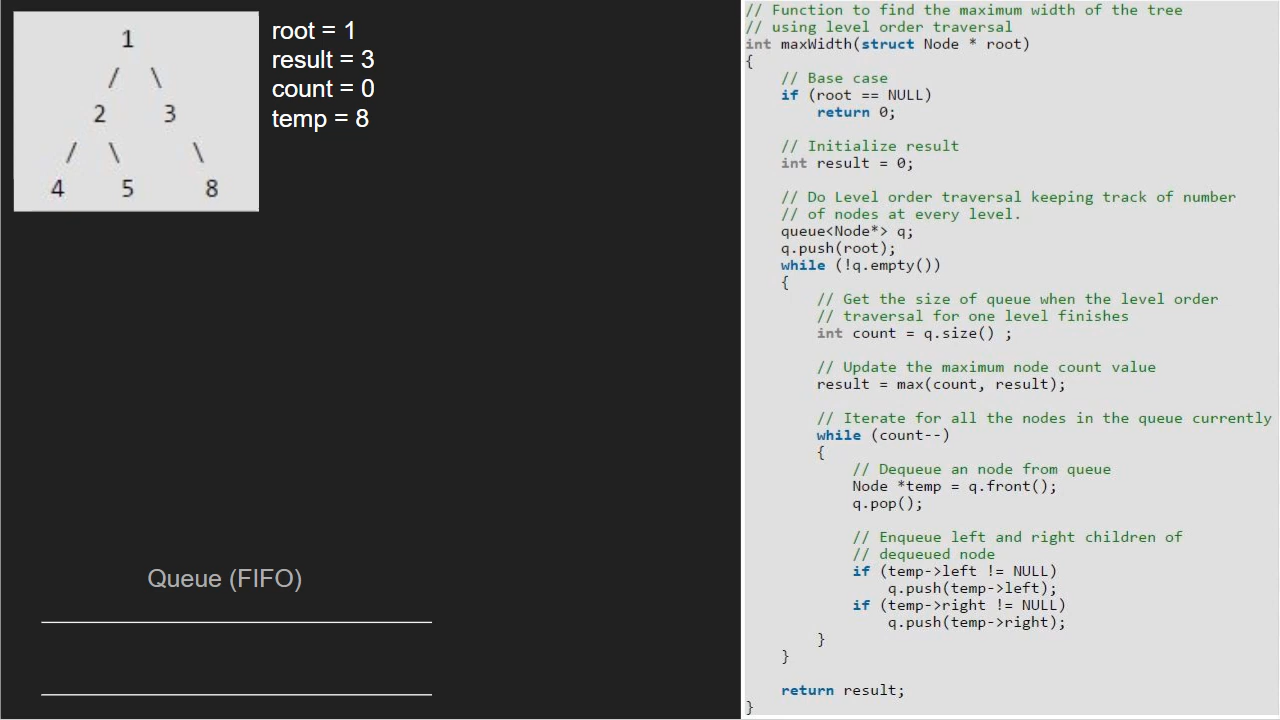 1
/ \
2 3
/ \ \
4 5 8
root = 1
result = 3
count = 0
temp = 8
Queue (FIFO)
// Function to find the maximum width of the tree
// using level order traversal
int maxWidth(struct Node * root)
{
// Base case
if (root == NULL)
return 0;
// Initialize result
int result = 0;
// Do Level order traversal keeping track of number
// of nodes at every level.
queue<Node*> q;
q.push(root);
while (!q.empty())
{
// Get the size of queue when the level order
// traversal for one level finishes
int count = q.size() ;
// Update the maximum node count value
result = max(count, result);
// Iterate for all the nodes in the queue currently
while (count--)
{
// Dequeue an node from queue
Node *temp = q.front();
q.pop();
// Enqueue left and right children of
// dequeued node
if (temp->left != NULL)
q.push(temp->left);
if (temp->right != NULL)
q.push(temp->right);
}
}
return result;
}